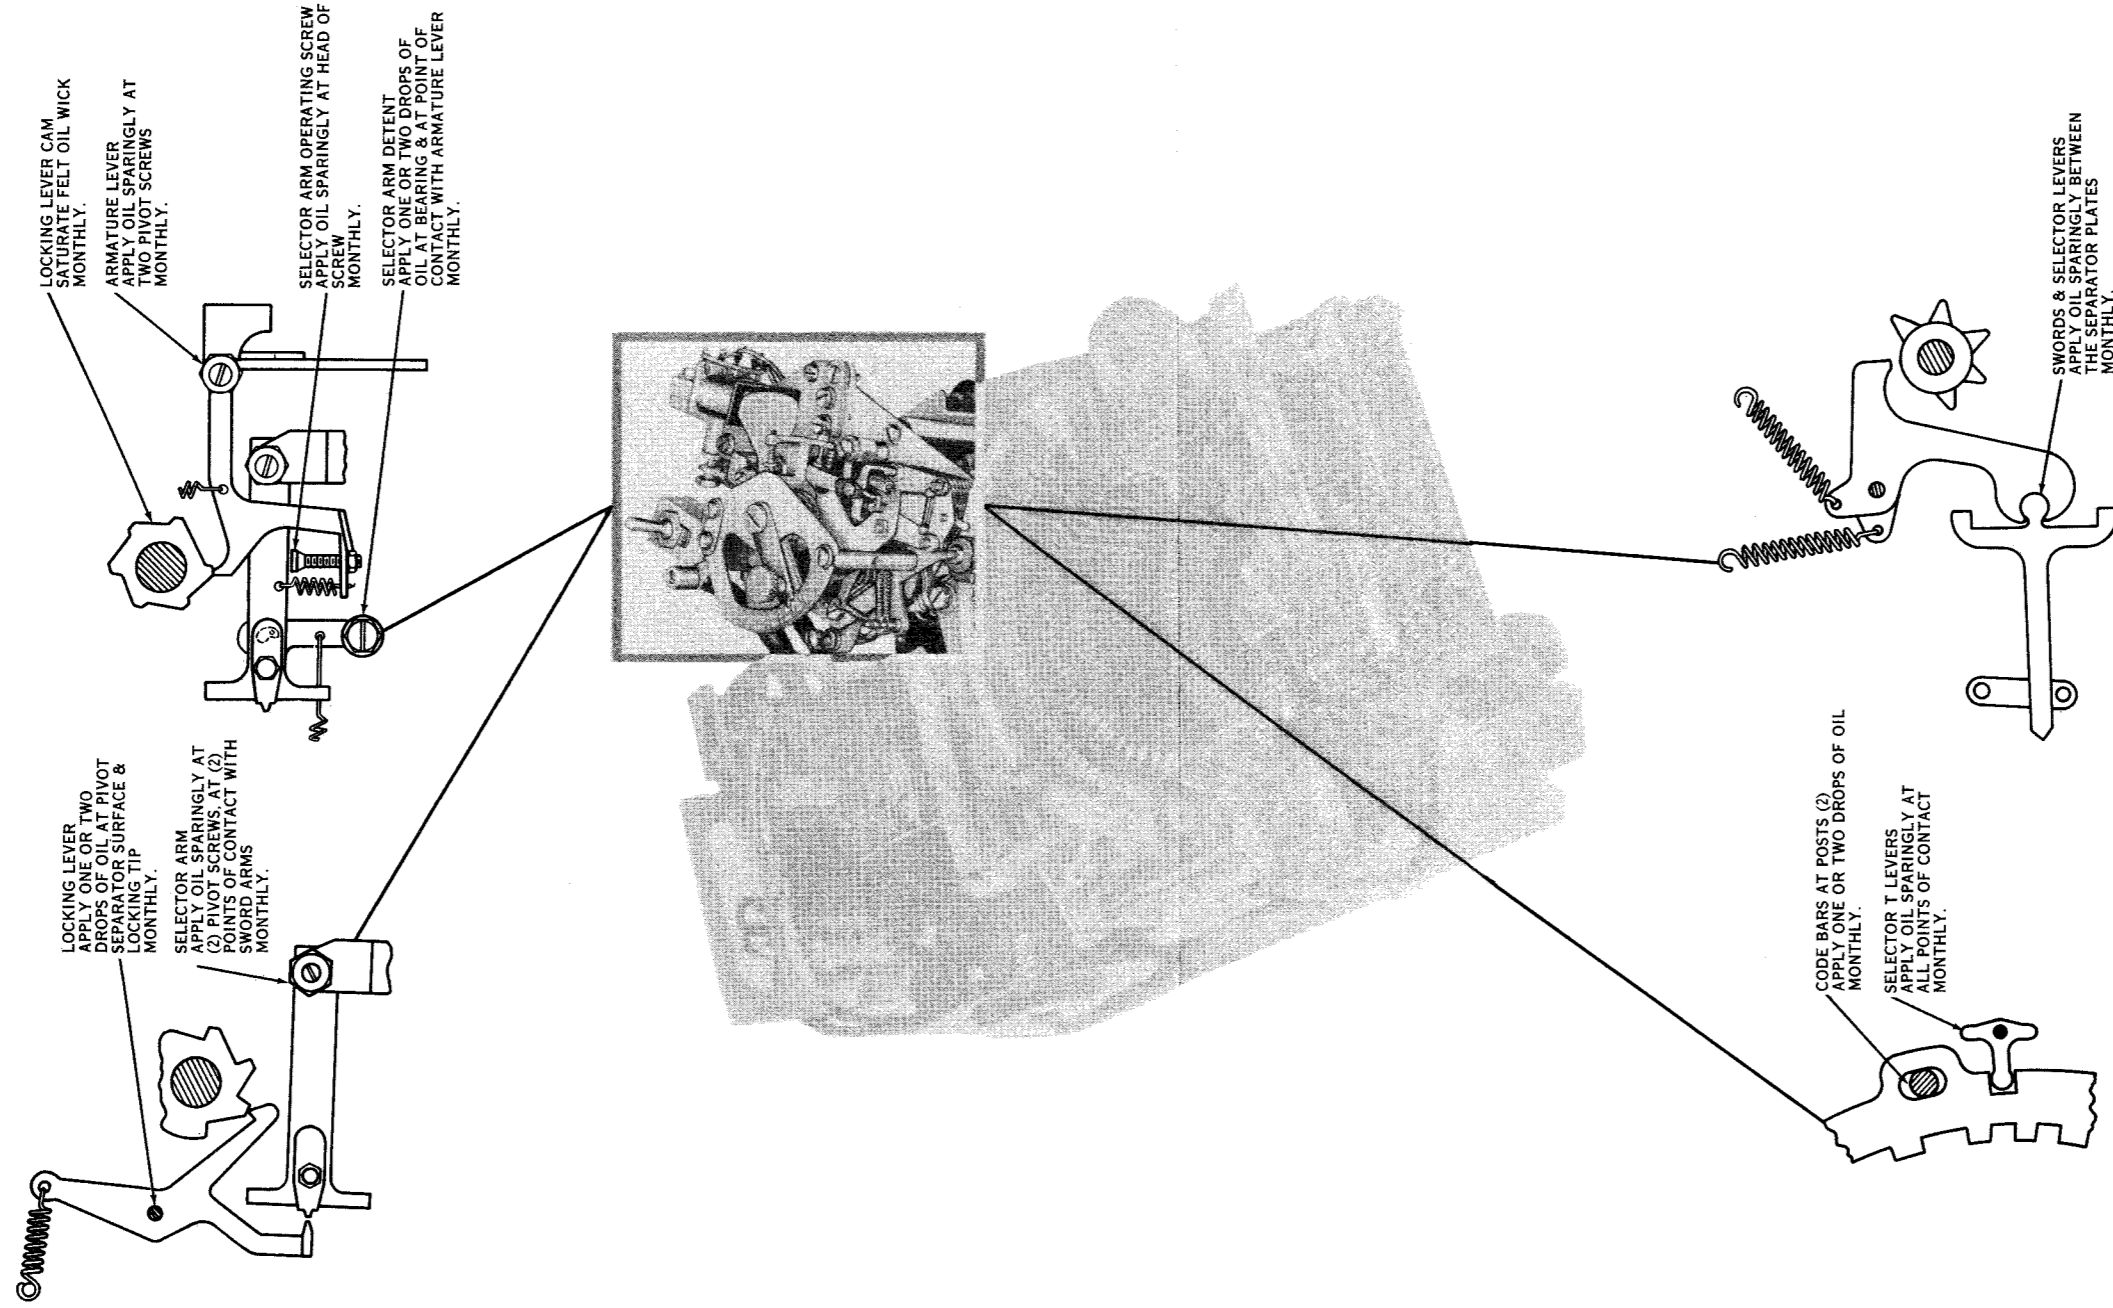 LOCKING LEVER
APPLY ONE OR TWO
DROPS OF OIL AT PIVOT
SEPARATOR SURFACE &
LOCKING TIP
MONTHLY.
SELECTOR ARM
APPLY OIL SPARINGLY AT
(2) PIVOT SCREWS, AT (2)
POINTS OF CONTACT WITH
SWORD ARMS
MONTHLY.
LOCKING LEVER CAM
SATURATE FELT OIL WICK
MONTHLY.
ARMATURE LEVER
APPLY OIL SPARINGLY AT
TWO PIVOT SCREWS
MONTHLY.
SELECTOR ARM OPERATING SCREW
APPLY OIL SPARINGLY AT HEAD OF
SCREW
MONTHLY.
SELECTOR ARM DETENT
APPLY ONE OR TWO DROPS OF
OIL AT BEARING & AT POINT OF
CONTACT WITH ARMATURE LEVER
MONTHLY.
CODE BARS AT POSTS (2)
APPLY ONE OR TWO DROPS OF OIL
MONTHLY.
SELECTOR T LEVERS
APPLY OIL SPARINGLY AT
ALL POINTS OF CONTACT
MONTHLY.
SWORDS & SELECTOR LEVERS
APPLY OIL SPARINGLY BETWEEN
THE SEPARATOR PLATES
MONTHLY.